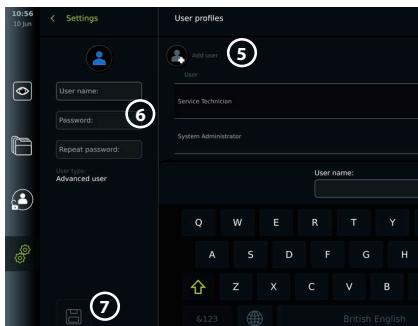 10:56
10 Jun
Settings
User profiles
5
Add user
User
User name:
Service Technician
Password:
6
System Administrator
Repeat password:
User type:
Advanced user
User name:
Q W E R T Y
A S D F G H
Z X C V B
7
&123 British English